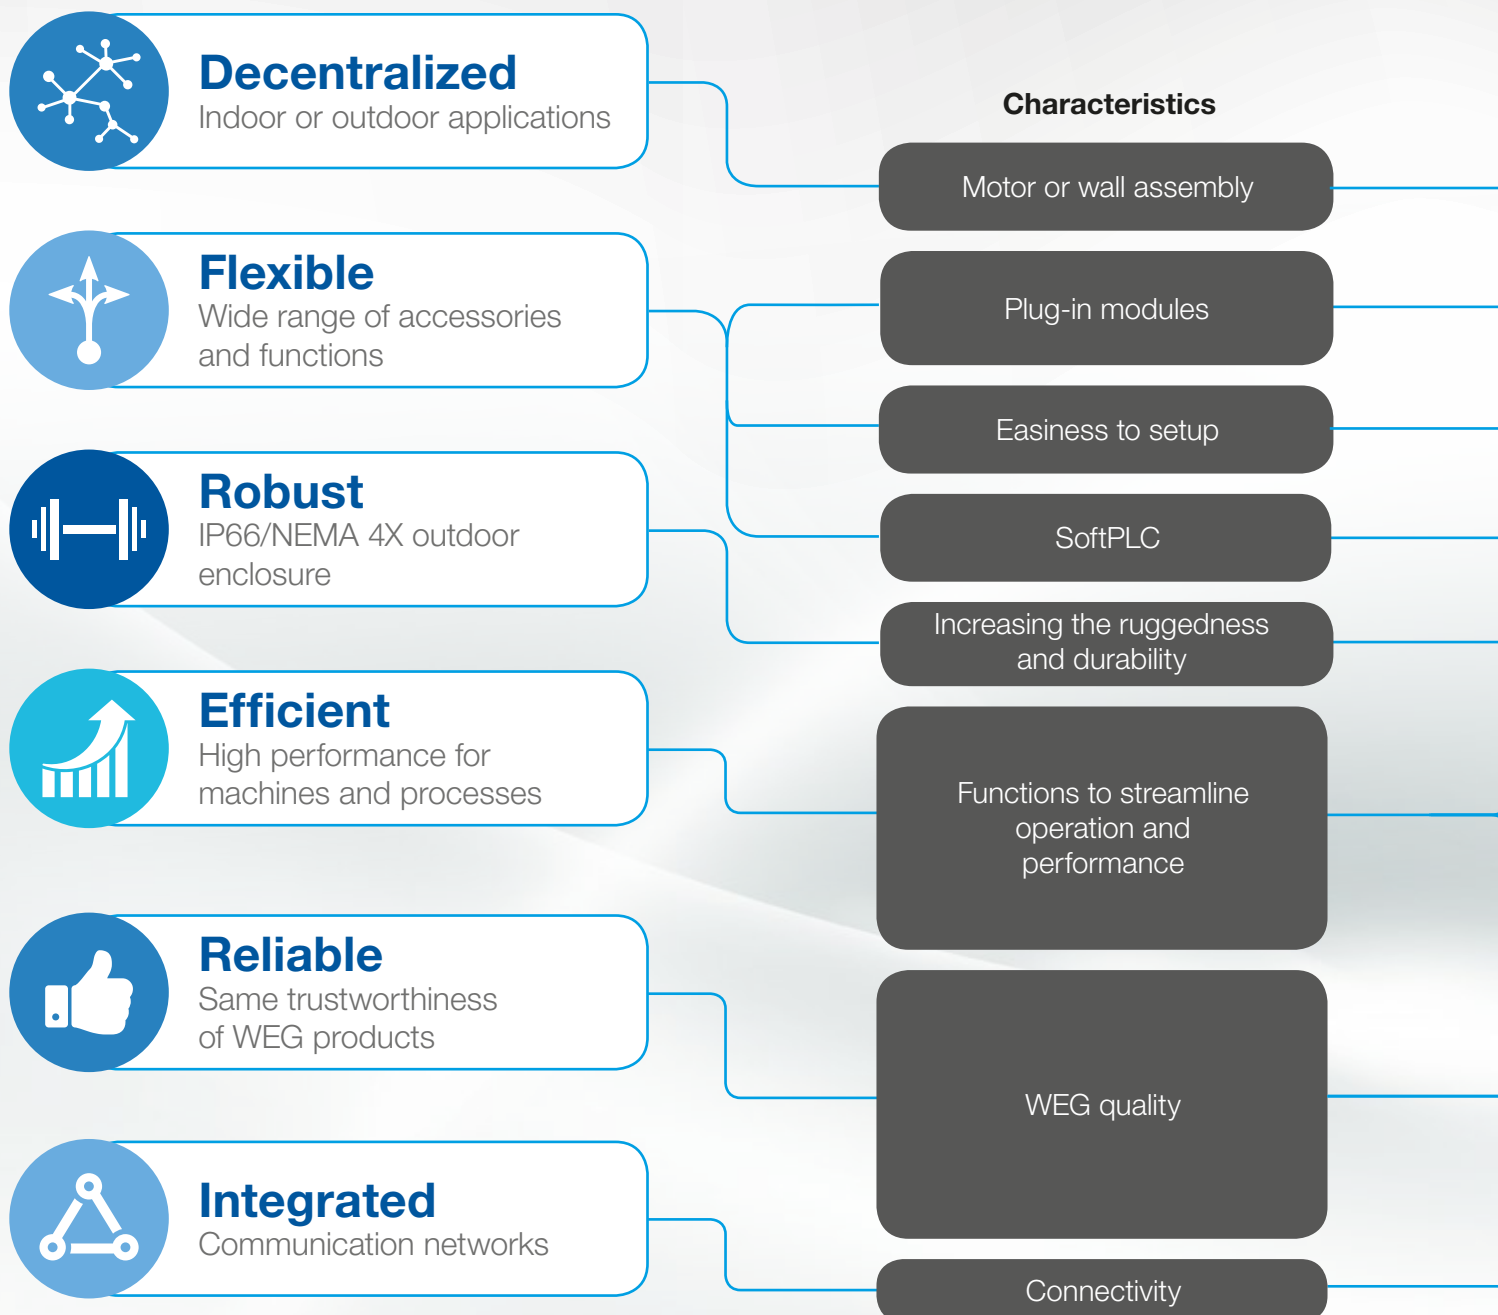 Decentralized
Indoor or outdoor applications
Flexible
Wide range of accessories
and functions
Robust
IP66/NEMA 4X outdoor
enclosure
Efficient
High performance for
machines and processes
Reliable
Same trustworthiness
of WEG products
Integrated
Communication networks
Characteristics
Motor or wall assembly
Plug-in modules
Easiness to setup
SoftPLC
Increasing the ruggedness
and durability
Functions to streamline
operation and
performance
WEG quality
Connectivity